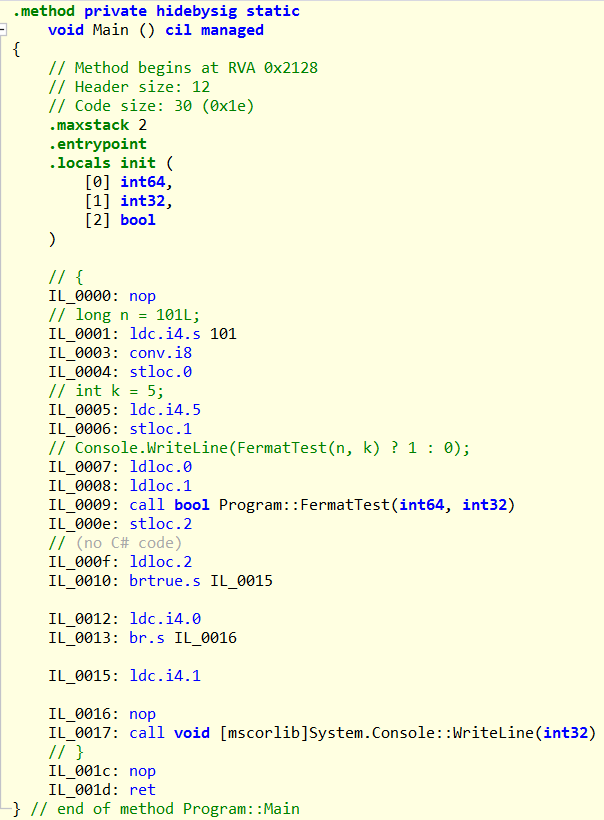 .method private hidebysig static
    void Main () cil managed
{
    // Method begins at RVA 0x2128
    // Header size: 12
    // Code size: 30 (0x1e)
    .maxstack 2
    .entrypoint
    .locals init (
        [0] int64,
        [1] int32,
        [2] bool
    )

    // {
    IL_0000: nop
    // long n = 101L;
    IL_0001: ldc.i4.s 101
    IL_0003: conv.i8
    IL_0004: stloc.0
    // int k = 5;
    IL_0005: ldc.i4.5
    IL_0006: stloc.1
    // Console.WriteLine(FermatTest(n, k) ? 1 : 0);
    IL_0007: ldloc.0
    IL_0008: ldloc.1
    IL_0009: call bool Program::FermatTest(int64, int32)
    IL_000e: stloc.2
    // (no C# code)
    IL_000f: ldloc.2
    IL_0010: brtrue.s IL_0015

    IL_0012: ldc.i4.0
    IL_0013: br.s IL_0016

    IL_0015: ldc.i4.1

    IL_0016: nop
    IL_0017: call void [mscorlib]System.Console::WriteLine(int32)
    // }
    IL_001c: nop
    IL_001d: ret
} // end of method Program::Main